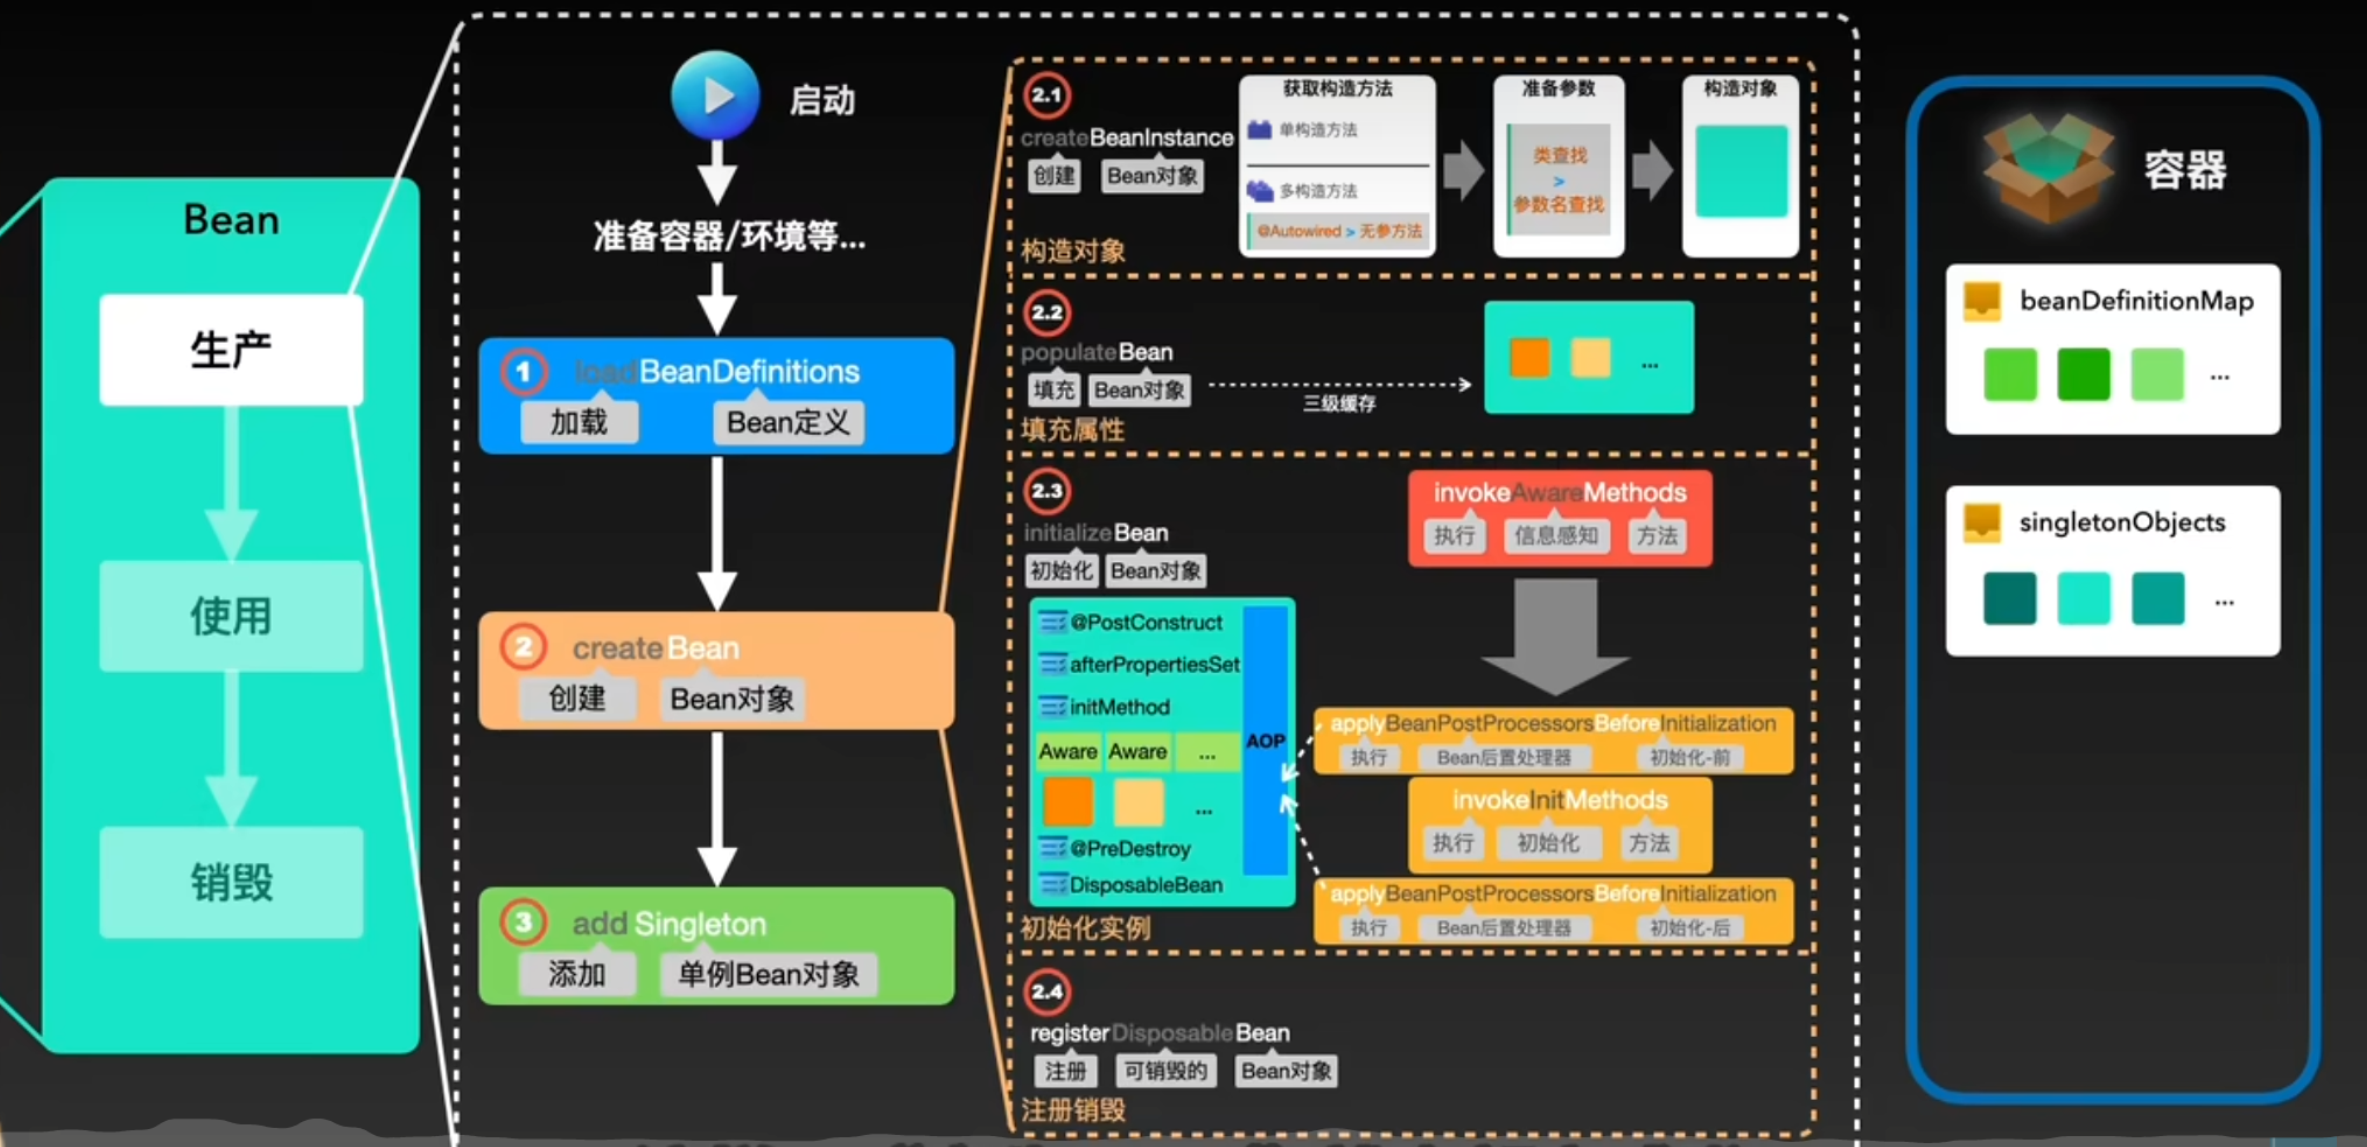 Bean
生产
使用
销毁
启动
准备容器/环境等...
1 loadBeanDefinitions
加载 Bean定义
2 createBean
创建 Bean对象
3 addSingleton
添加 单例Bean对象
2.1
createBeanInstance
创建 Bean对象
构造对象
获取构造方法
单构造方法
多构造方法
@Autowired > 无参方法
准备参数
类查找
>
参数名查找
构造对象
2.2
populateBean
填充 Bean对象
填充属性
三级缓存
...
2.3
initializeBean
初始化 Bean对象
@PostConstruct
afterPropertiesSet
initMethod
Aware Aware ...
...
@PreDestroy
DisposableBean
AOP
初始化实例
invokeAwareMethods
执行 信息感知 方法
applyBeanPostProcessorsBeforeInitialization
执行 Bean后置处理器 初始化-前
invokeInitMethods
执行 初始化 方法
applyBeanPostProcessorsBeforeInitialization
执行 Bean后置处理器 初始化-后
2.4
registerDisposableBean
注册 可销毁的 Bean对象
注册销毁
容器
beanDefinitionMap
...
singletonObjects
...